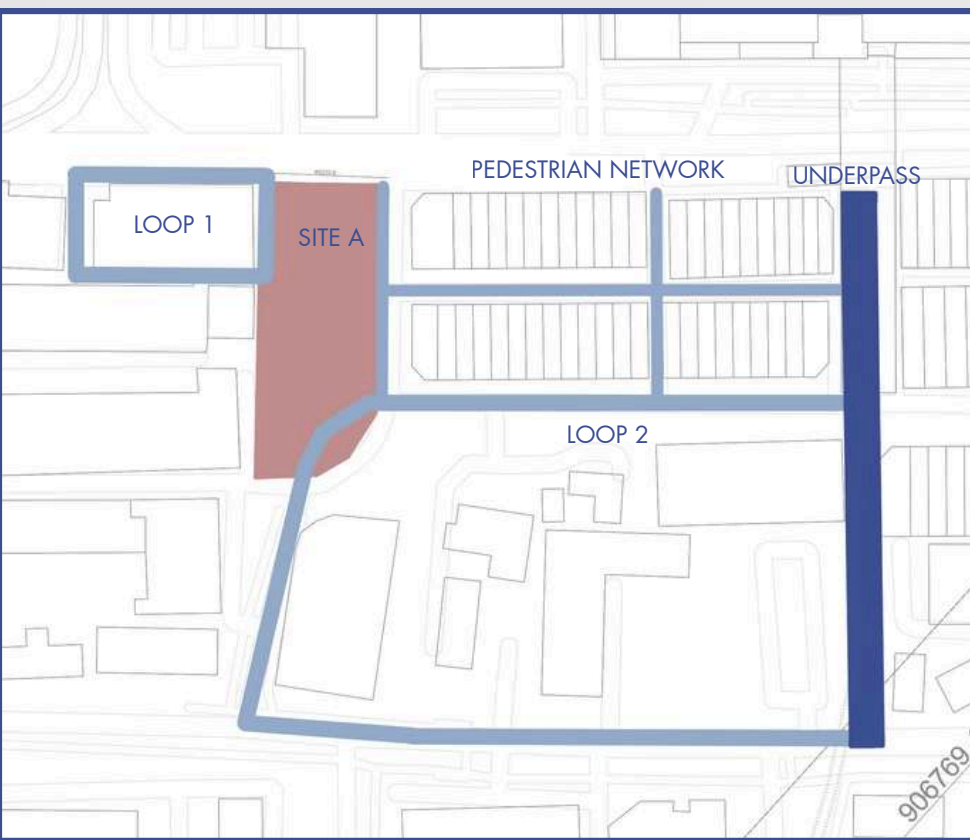 PEDESTRIAN NETWORK
UNDERPASS
LOOP 1
SITE A
LOOP 2
906769